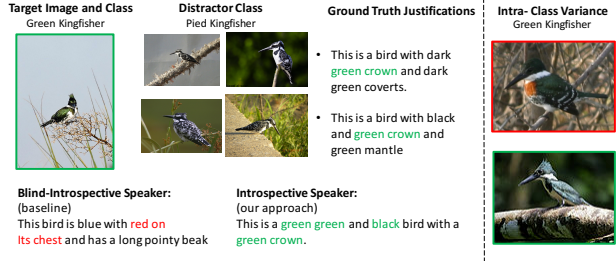 Target Image and Class
Green Kingfisher
Distractor Class
Pied Kingfisher
Ground Truth Justifications
• This is a bird with dark
green crown and dark
green coverts.
• This is a bird with black
and green crown and
green mantle
Intra- Class Variance
Green Kingfisher
Blind-Introspective Speaker:
(baseline)
This bird is blue with red on
Its chest and has a long pointy beak
Introspective Speaker:
(our approach)
This is a green green and black bird with a
green crown.